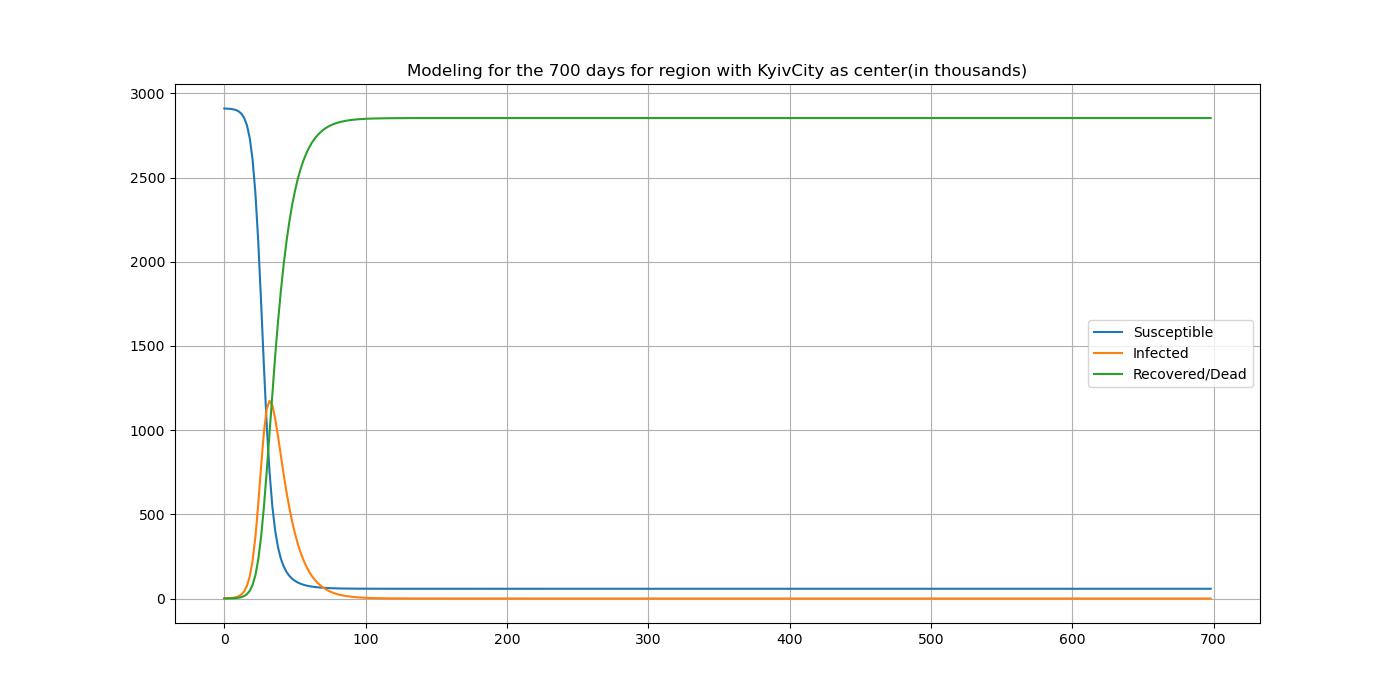 Modeling for the 700 days for region with KyivCity as center(in thousands)
3000
2500
2000
1500
1000
500
0
Susceptible
Infected
Recovered/Dead
0 100 200 300 400 500 600 700